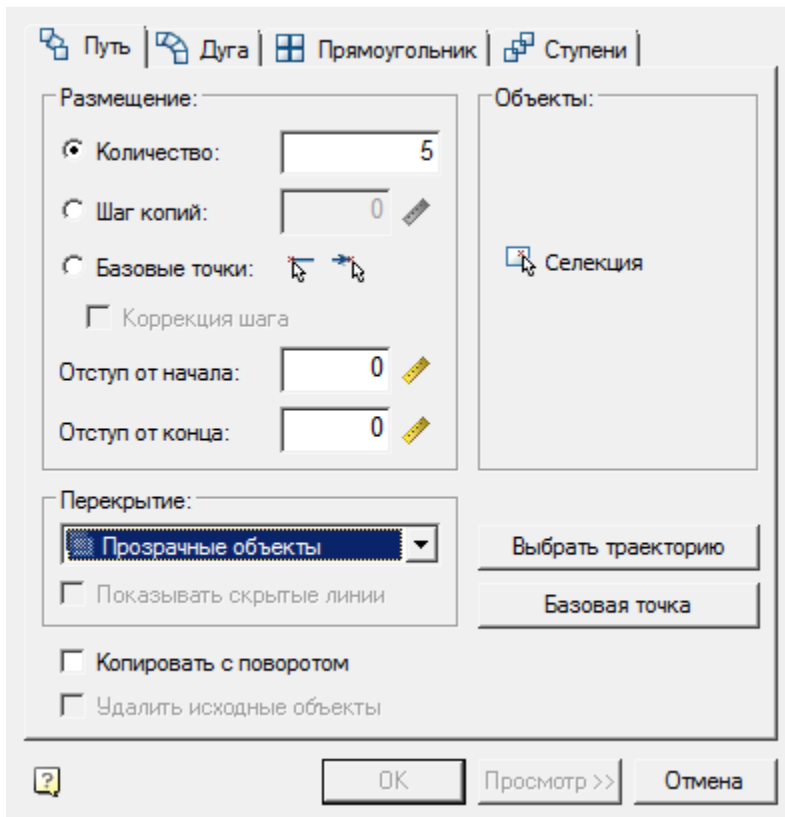 Путь Дуга Прямоугольник Ступени
Размещение: Объекты:
Количество: 5
Шаг копий: 0
Базовые точки:
Селекция
Коррекция шага
Отступ от начала: 0
Отступ от конца: 0
Перекрытие:
Прозрачные объекты
Выбрать траекторию
Показывать скрытые линии
Базовая точка
Копировать с поворотом
Удалить исходные объекты
? OK Просмотр >> Отмена